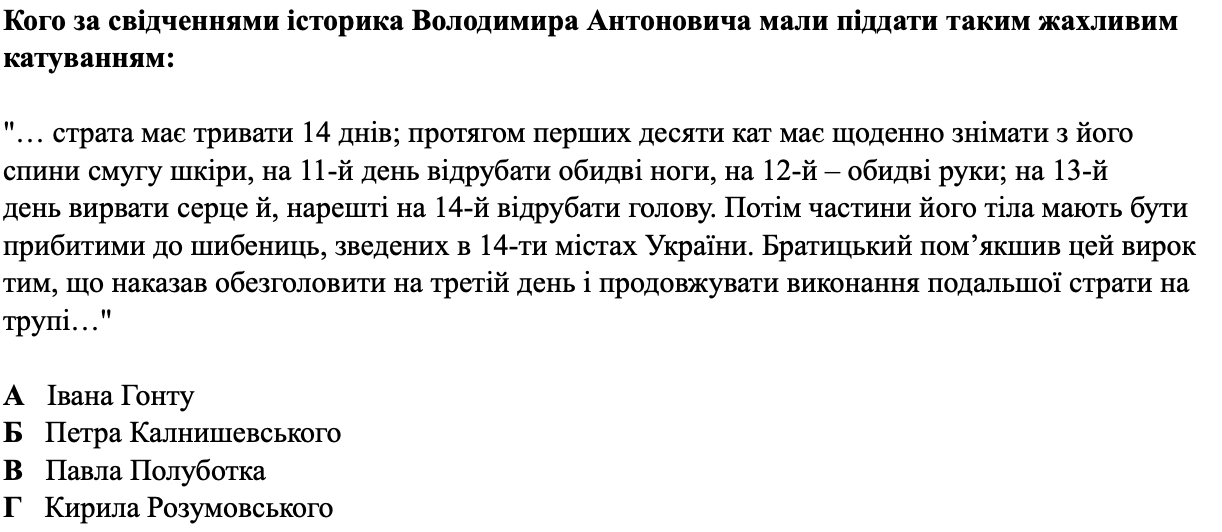 Кого за свідченнями історика Володимира Антоновича мали піддати таким жахливим
катуванням:
"… страта має тривати 14 днів; протягом перших десяти кат має щоденно знімати з його
спини смугу шкіри, на 11-й день відрубати обидві ноги, на 12-й – обидві руки; на 13-й
день вирвати серце й, нарешті на 14-й відрубати голову. Потім частини його тіла мають бути
прибитими до шибениць, зведених в 14-ти містах України. Братицький пом’якшив цей вирок
тим, що наказав обезголовити на третій день і продовжувати виконання подальшої страти на
трупі…"
А Івана Гонту
Б Петра Калнишевського
В Павла Полуботка
Г Кирила Розумовського